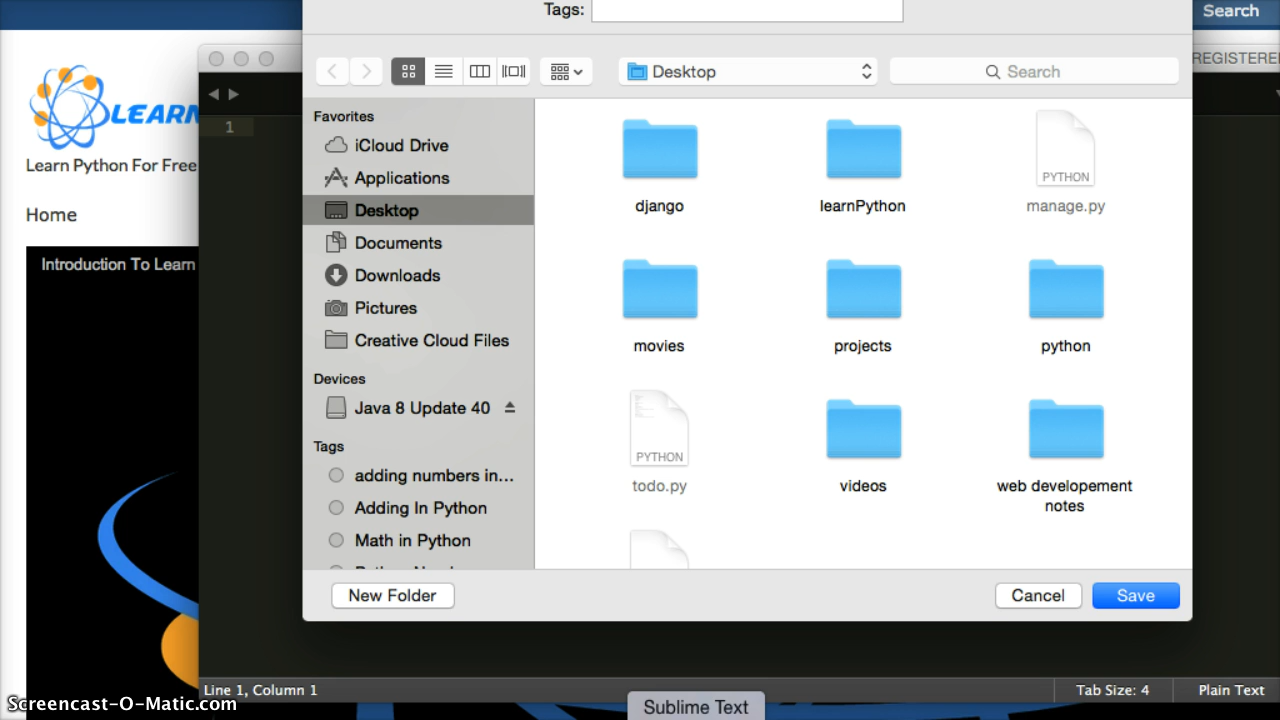 Tags:
Search
REGISTERE
LEARN
Learn Python For Free
Home
Introduction To Learn
1
Desktop
Search
Favorites
iCloud Drive
Applications
Desktop
Documents
Downloads
Pictures
Creative Cloud Files
Devices
Java 8 Update 40
Tags
adding numbers in...
Adding In Python
Math in Python
django
learnPython
PYTHON
manage.py
movies
projects
python
PYTHON
todo.py
videos
web developement
notes
New Folder
Cancel
Save
Line 1, Column 1
Tab Size: 4
Plain Text
Screencast-O-Matic.com
Sublime Text